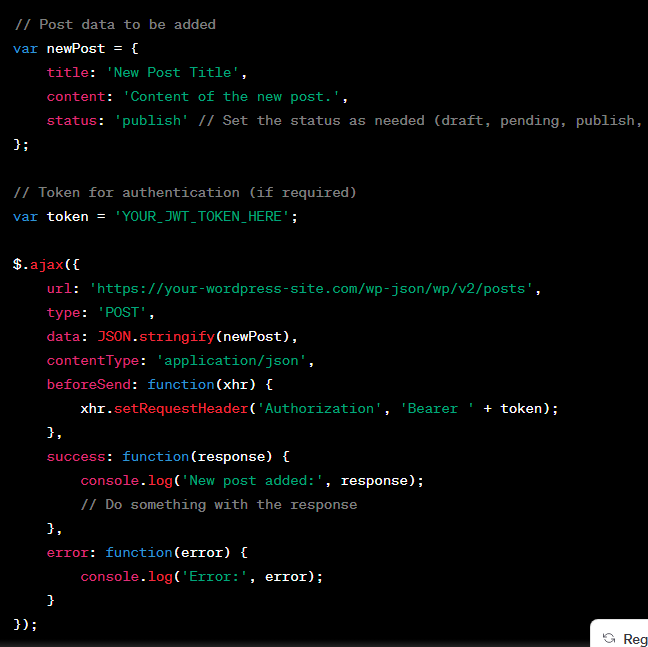 // Post data to be added
var newPost = {
    title: 'New Post Title',
    content: 'Content of the new post.',
    status: 'publish' // Set the status as needed (draft, pending, publish,
};

// Token for authentication (if required)
var token = 'YOUR_JWT_TOKEN_HERE';

$.ajax({
    url: 'https://your-wordpress-site.com/wp-json/wp/v2/posts',
    type: 'POST',
    data: JSON.stringify(newPost),
    contentType: 'application/json',
    beforeSend: function(xhr) {
        xhr.setRequestHeader('Authorization', 'Bearer ' + token);
    },
    success: function(response) {
        console.log('New post added:', response);
        // Do something with the response
    },
    error: function(error) {
        console.log('Error:', error);
    }
});
Reg